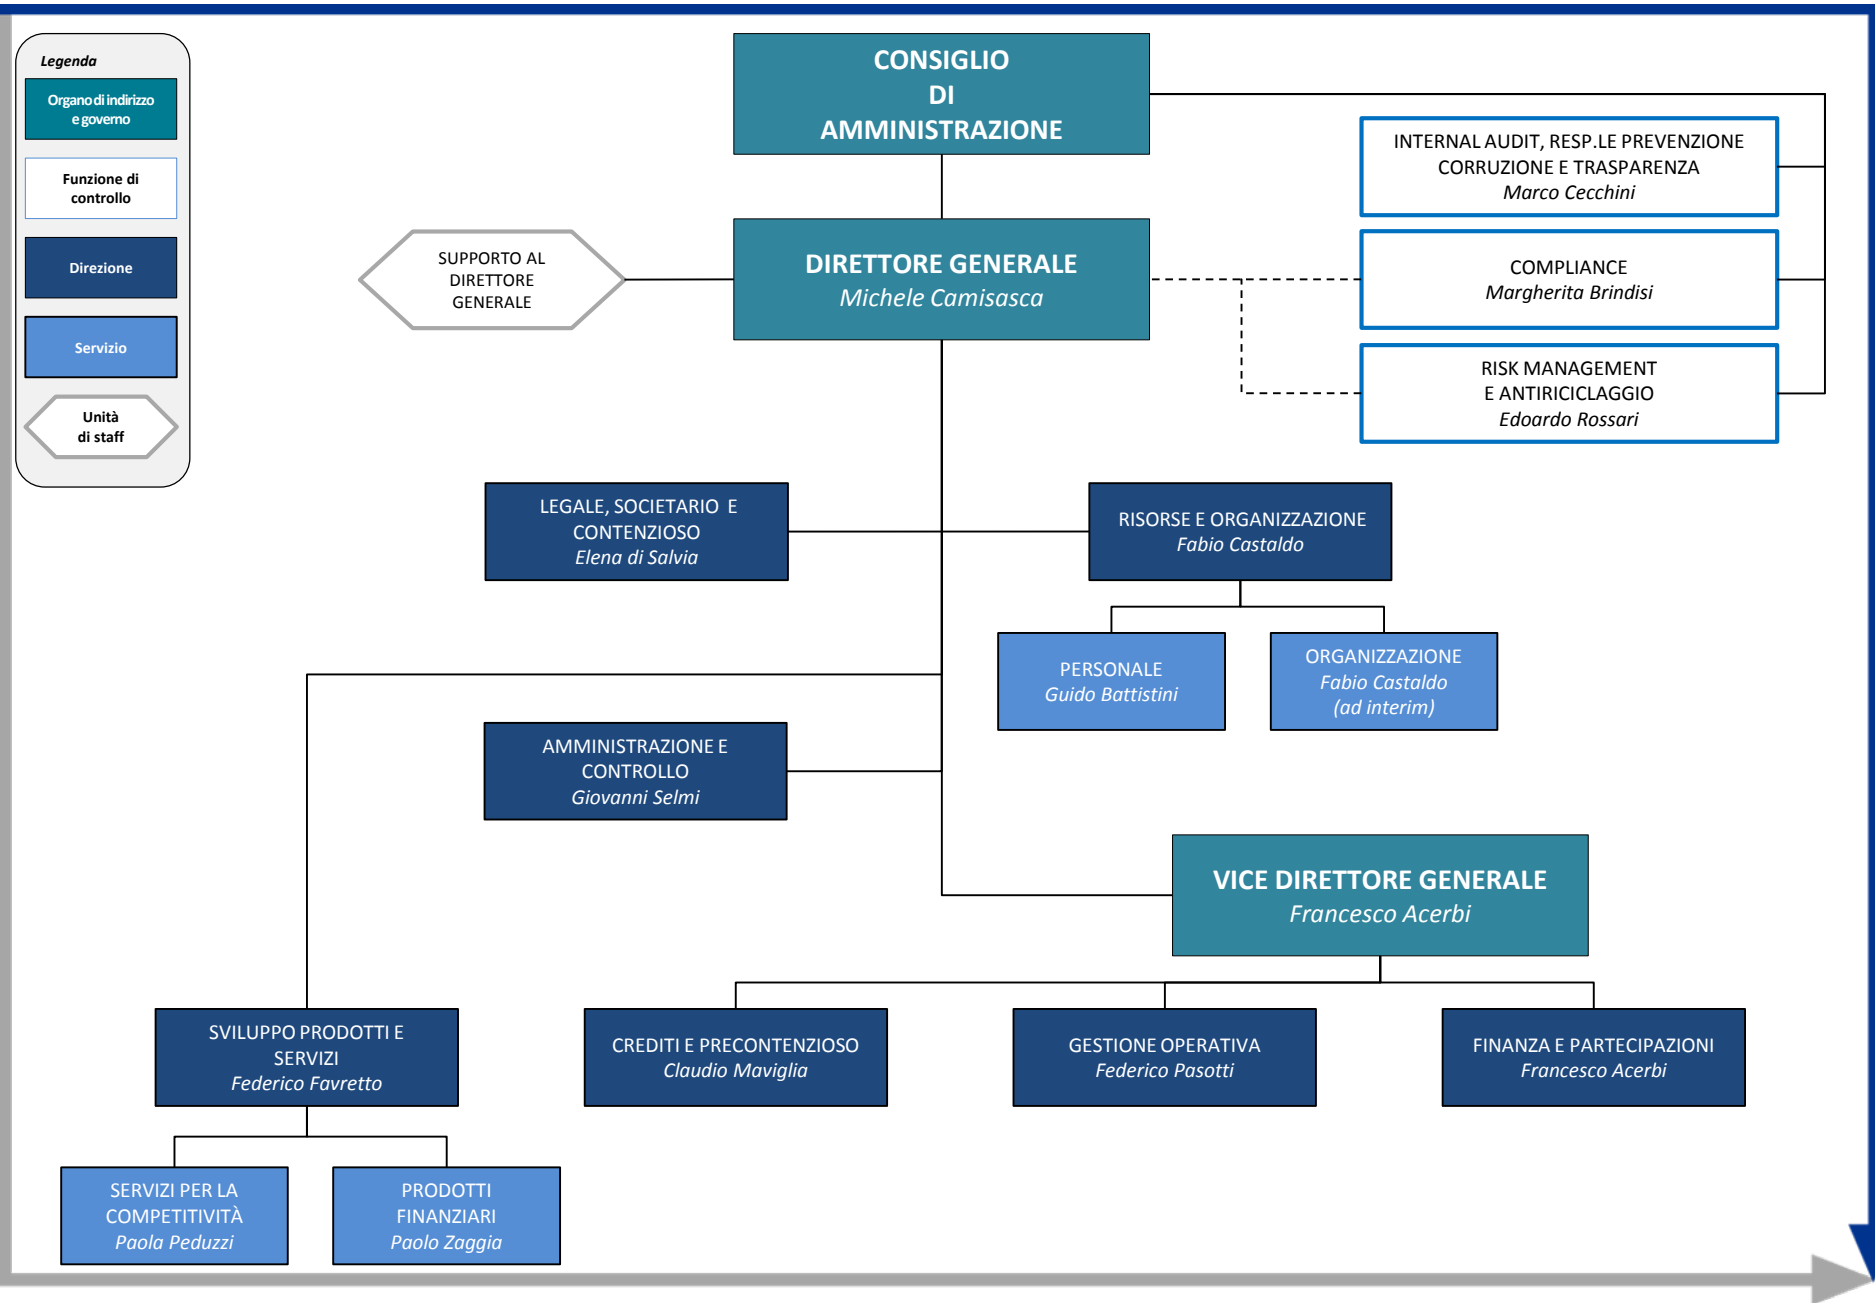 Legenda
Organo di indirizzo
e governo
Funzione di
controllo
Direzione
Servizio
Unità
di staff
CONSIGLIO
DI
AMMINISTRAZIONE
INTERNAL AUDIT, RESP.LE PREVENZIONE
CORRUZIONE E TRASPARENZA
Marco Cecchini
SUPPORTO AL
DIRETTORE
GENERALE
DIRETTORE GENERALE
Michele Camisasca
COMPLIANCE
Margherita Brindisi
RISK MANAGEMENT
E ANTIRICICLAGGIO
Edoardo Rossari
LEGALE, SOCIETARIO E
CONTENZIOSO
Elena di Salvia
RISORSE E ORGANIZZAZIONE
Fabio Castaldo
PERSONALE
Guido Battistini
ORGANIZZAZIONE
Fabio Castaldo
(ad interim)
AMMINISTRAZIONE E
CONTROLLO
Giovanni Selmi
VICE DIRETTORE GENERALE
Francesco Acerbi
SVILUPPO PRODOTTI E
SERVIZI
Federico Favretto
CREDITI E PRECONTENZIOSO
Claudio Maviglia
GESTIONE OPERATIVA
Federico Pasotti
FINANZA E PARTECIPAZIONI
Francesco Acerbi
SERVIZI PER LA
COMPETITIVITÀ
Paola Peduzzi
PRODOTTI
FINANZIARI
Paolo Zaggia